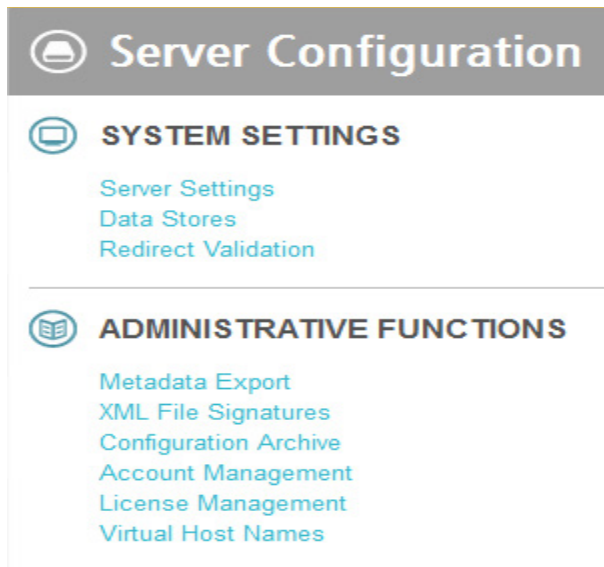 Server Configuration
SYSTEM SETTINGS
Server Settings
Data Stores
Redirect Validation
ADMINISTRATIVE FUNCTIONS
Metadata Export
XML File Signatures
Configuration Archive
Account Management
License Management
Virtual Host Names